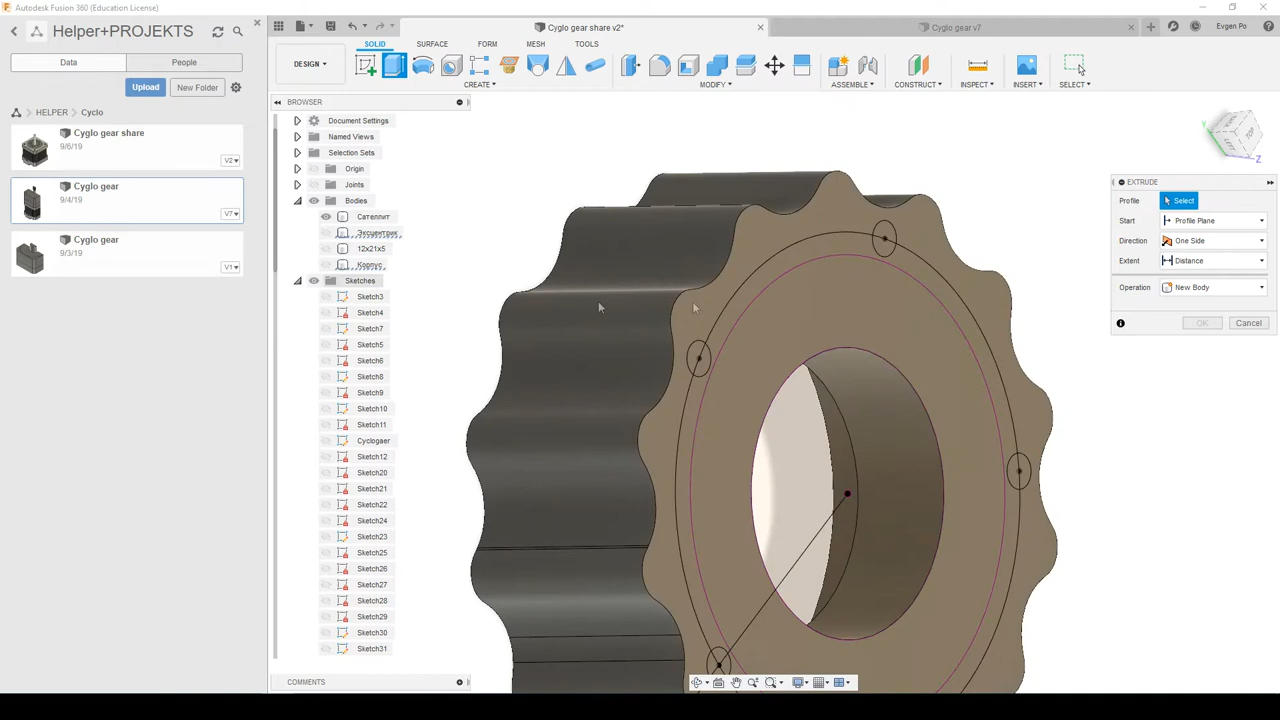 Autodesk Fusion 360 (Education License)
Helper+PROJEKTS
Cyglo gear share v2*
Cyglo gear v7
Evgen Po
Data
People
SOLID
SURFACE
FORM
MESH
TOOLS
DESIGN
Upload
New Folder
CREATE
MODIFY
ASSEMBLE
CONSTRUCT
INSPECT
INSERT
SELECT
HELPER
Cyclo
BROWSER
Document Settings
Named Views
Selection Sets
Origin
Joints
Bodies
Сателлит
Эксцентрик
12x21x5
Корпус
Sketches
Sketch3
Sketch4
Sketch7
Sketch5
Sketch6
Sketch8
Sketch9
Sketch10
Sketch11
Cyclogaer
Sketch12
Sketch20
Sketch21
Sketch22
Sketch24
Sketch23
Sketch25
Sketch26
Sketch27
Sketch28
Sketch29
Sketch30
Sketch31
Cyglo gear share
9/6/19
V2
Cyglo gear
9/4/19
V7
Cyglo gear
9/3/19
V1
TOP
Z
Y
EXTRUDE
Profile
Select
Start
Profile Plane
Direction
One Side
Extent
Distance
Operation
New Body
OK
Cancel
COMMENTS